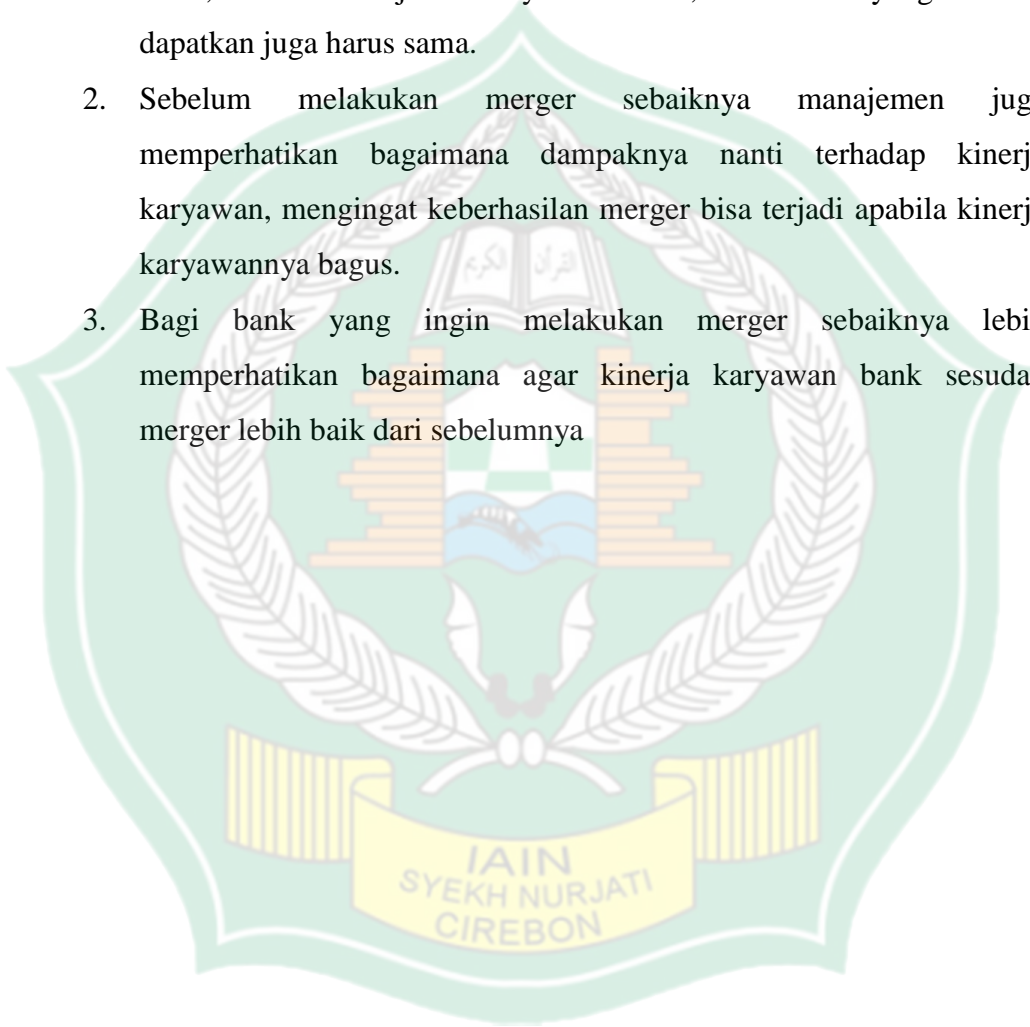 dapatkan juga harus sama.
2. Sebelum melakukan merger sebaiknya manajemen jug
memperhatikan bagaimana dampaknya nanti terhadap kinerj
karyawan, mengingat keberhasilan merger bisa terjadi apabila kinerj
karyawannya bagus.
3. Bagi bank yang ingin melakukan merger sebaiknya lebi
memperhatikan bagaimana agar kinerja karyawan bank sesuda
merger lebih baik dari sebelumnya
القرآن الكريم
IAIN
SYEKH NURJATI
CIREBON